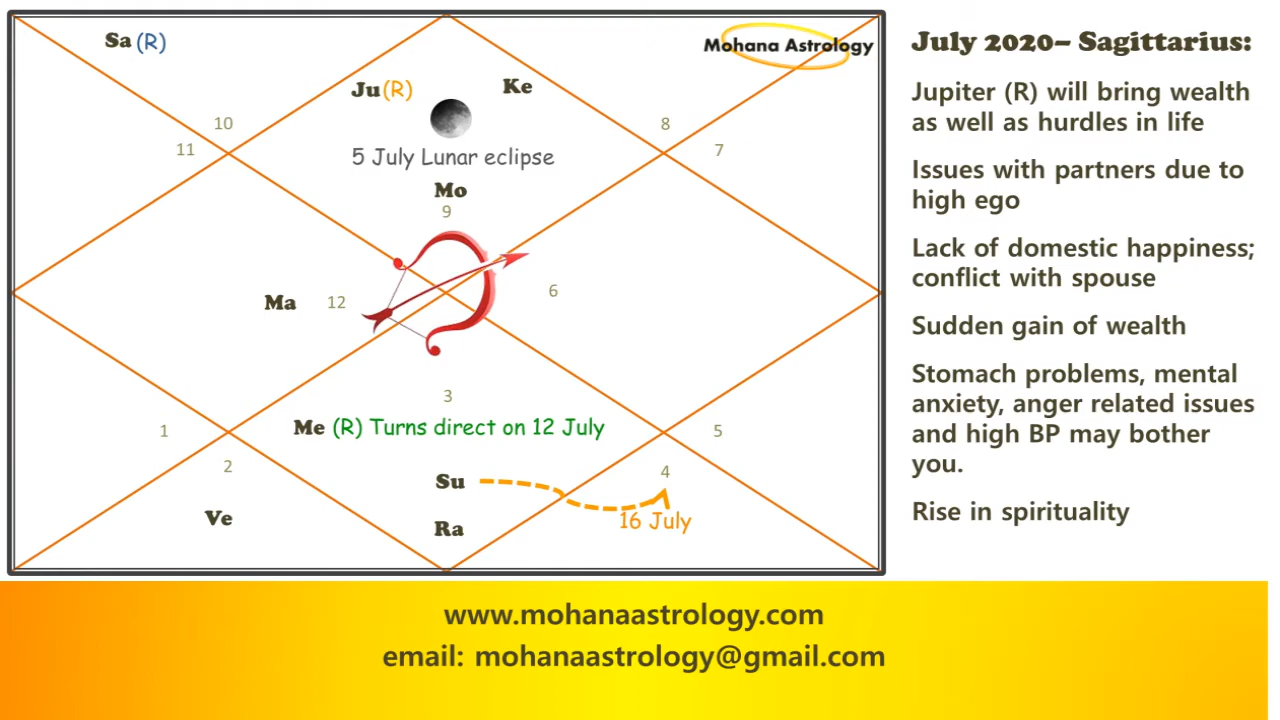 Sa (R)
Mohana Astrology
Ju (R)
Ke
10
8
11
7
5 July Lunar eclipse
Mo
9
Ma
12
6
3
1
Me (R) Turns direct on 12 July
5
2
4
Su
Ve
16 July
Ra
July 2020– Sagittarius:
Jupiter (R) will bring wealth
as well as hurdles in life
Issues with partners due to
high ego
Lack of domestic happiness;
conflict with spouse
Sudden gain of wealth
Stomach problems, mental
anxiety, anger related issues
and high BP may bother
you.
Rise in spirituality
www.mohanaastrology.com
email: mohanaastrology@gmail.com